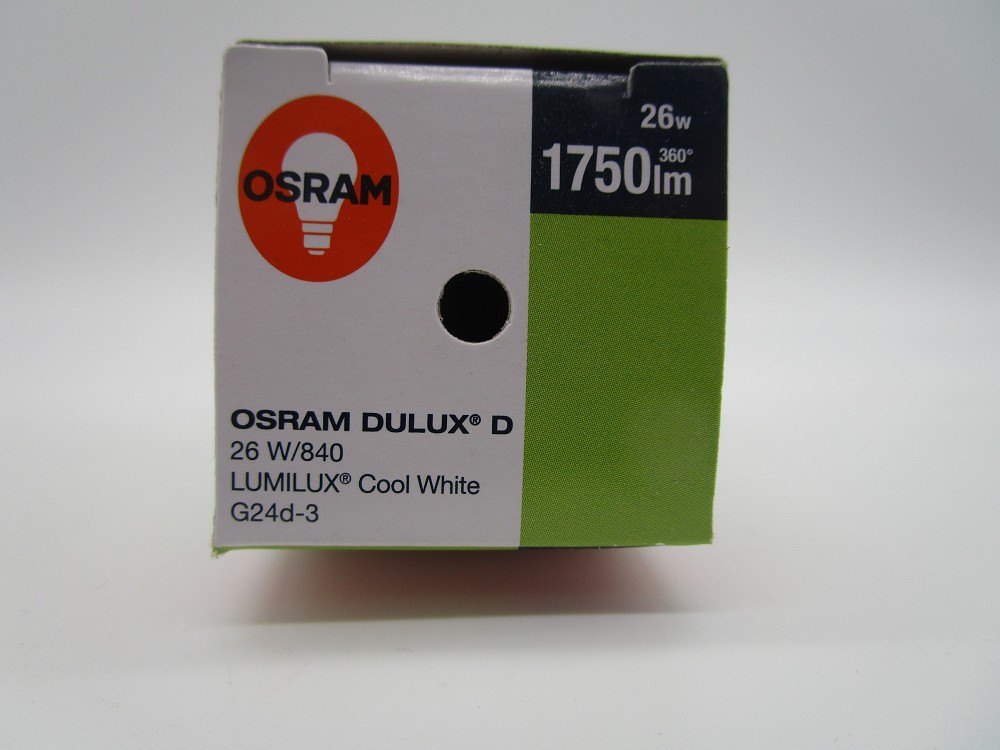 OSRAM
26w
360°
1750lm
OSRAM DULUX® D
26 W/840
LUMILUX® Cool White
G24d-3